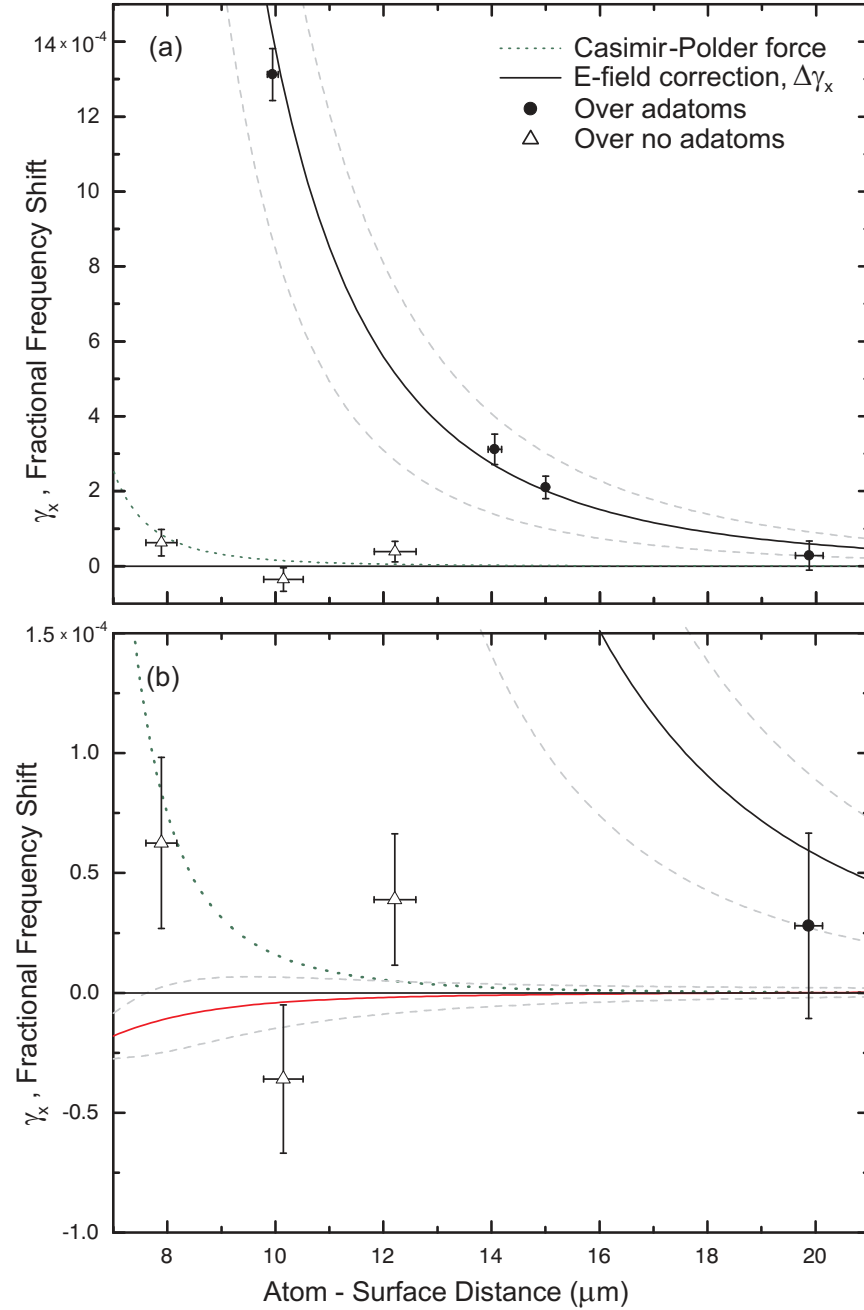 14 × 10⁻⁴
(a)
Casimir-Polder force
E-field correction, Δγₓ
Over adatoms
Over no adatoms
12
10
8
6
4
2
0
γₓ , Fractional Frequency Shift
1.5 × 10⁻⁴
(b)
1.0
0.5
0.0
-0.5
-1.0
γₓ , Fractional Frequency Shift
8 10 12 14 16 18 20
Atom - Surface Distance (μm)